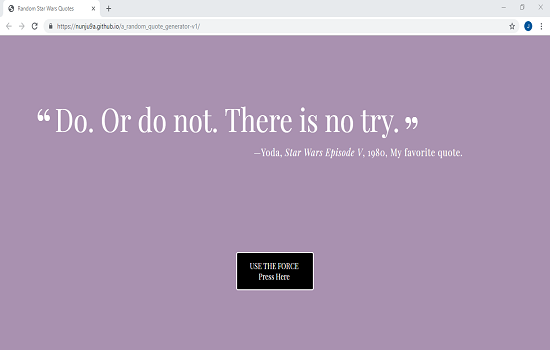 Random Star Wars Quotes
https://nunju9a.github.io/a_random_quote_generator-v1/
“ Do. Or do not. There is no try. ”
—Yoda, Star Wars Episode V, 1980, My favorite quote.
USE THE FORCE
Press Here